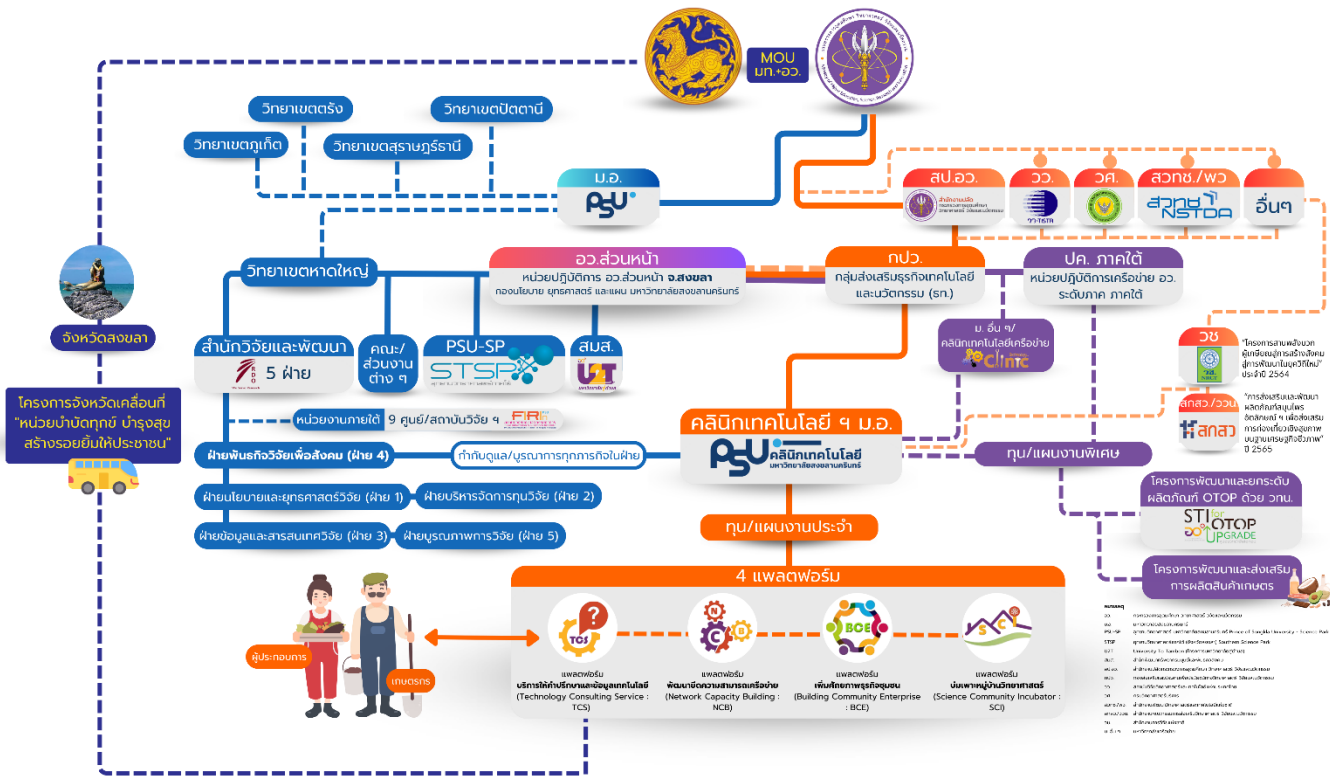 MOU
มท.+อว.
วิทยาเขตตรัง
วิทยาเขตปัตตานี
วิทยาเขตภูเก็ต
วิทยาเขตสุราษฎร์ธานี
ม.อ.
PSU
สป.อว.
วว.
วศ.
สวทช./พว
อื่นๆ
สำนักงานปลัด
สวทช
NSTDA
วิทยาเขตหาดใหญ่
อว.ส่วนหน้า
หน่วยปฏิบัติการ อว.ส่วนหน้า จ.สงขลา
กองนโยบาย ยุทธศาสตร์ และแผน มหาวิทยาลัยสงขลานครินทร์
กปว.
กลุ่มส่งเสริมธุรกิจเทคโนโลยี
และนวัตกรรม (ธท.)
ปค. ภาคใต้
หน่วยปฎิบัติการเครือข่าย อว.
ระดับภาค ภาคใต้
จังหวัดสงขลา
สำนักวิจัยและพัฒนา
RDO
5 ฝ่าย
คณะ/
ส่วนงาน
ต่าง ๆ
PSU-SP
STSP
สมส.
U2T
ม. อื่น ๆ/
คลินิกเทคโนโลยีเครือข่าย
Clinic
วช
"โครงการสานพลังบวก
ผู้เกษียณสู่การสร้างสังคม
สู่การพัฒนาในยุควิถีใหม่"
ประจำปี 2564
สกสว./ววน.
สกสว
"การส่งเสริมและพัฒนา
ผลิตภัณฑ์สมุนไพร
อัตลักษณ์ ฯ เพื่อส่งเสริม
การท่องเที่ยวเชิงสุขภาพ
บนฐานเศรษฐกิจชีวภาพ"
ปี 2565
โครงการจังหวัดเคลื่อนที่
"หน่วยบำบัดทุกข์ บำรุงสุข
สร้างรอยยิ้มให้ประชาชน"
หน่วยงานภายใต้ 9 ศูนย์/สถาบันวิจัย ฯ
ฝ่ายพันธกิจวิจัยเพื่อสังคม (ฝ่าย 4)
กำกับดูแล/บูรณาการทุกภารกิจในฝ่าย
คลินิกเทคโนโลยี ฯ ม.อ.
PSU คลินิกเทคโนโลยี
มหาวิทยาลัยสงขลานครินทร์
ทุน/แผนงานพิเศษ
ฝ่ายนโยบายและยุทธศาสตร์วิจัย (ฝ่าย 1)
ฝ่ายบริหารจัดการทุนวิจัย (ฝ่าย 2)
ฝ่ายข้อมูลและสารสนเทศวิจัย (ฝ่าย 3)
ฝ่ายบูรณภาพการวิจัย (ฝ่าย 5)
ทุน/แผนงานประจำ
โครงการพัฒนาและยกระดับ
ผลิตภัณฑ์ OTOP ด้วย วทน.
STI for
OTOP
UPGRADE
โครงการพัฒนาและส่งเสริม
การผลิตสินค้าเกษตร
4 แพลตฟอร์ม
TCS
N
C
B
BCE
S C I
ผู้ประกอบการ
เกษตรกร
แพลตฟอร์ม
บริการให้คำปรึกษาและข้อมูลเทคโนโลยี
(Technology Consulting Service :
TCS)
แพลตฟอร์ม
พัฒนาขีดความสามารถเครือข่าย
(Network Capacity Building :
NCB)
แพลตฟอร์ม
เพิ่มศักยภาพธุรกิจชุมชน
(Building Community Enterprise
: BCE)
แพลตฟอร์ม
บ่มเพาะหมู่บ้านวิทยาศาสตร์
(Science Community Incubator :
SCI)